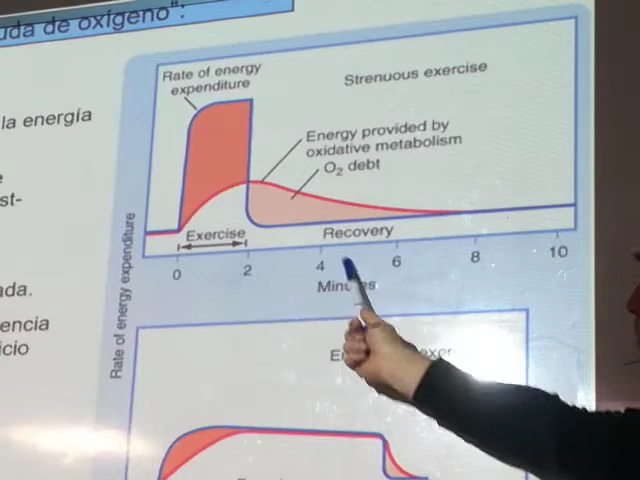 uda de oxígeno":
la energía
st-
ada.
encia
icio
Rate of energy
expenditure
Strenuous exercise
Energy provided by
oxidative metabolism
O₂ debt
Exercise
Recovery
0 2 4 6 8 10
Minutes
Rate of energy expenditure